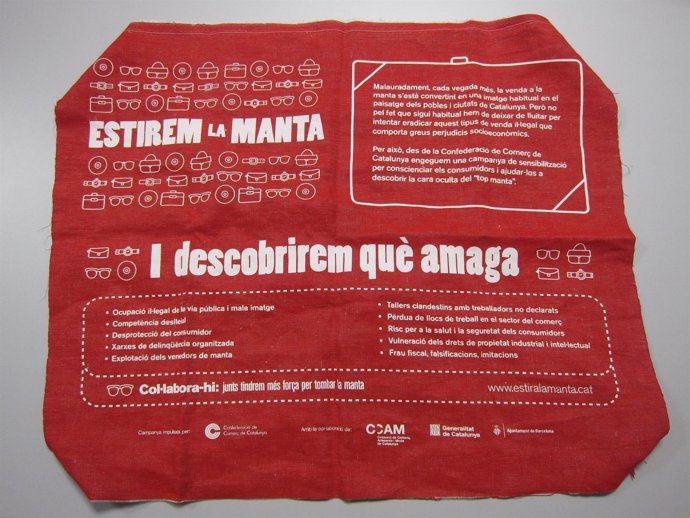 ESTIREM LA MANTA
Malauradament, cada vegada més, la venda a la
manta s'està convertint en una imatge habitual en el
paisatge dels pobles i ciutats de Catalunya. Però no
pel fet que sigui habitual hem de deixar de lluitar per
intentar eradicar aquest tipus de venda il·legal que
comporta greus perjudicis socioeconòmics.
Per això, des de la Confederació de Comerç de
Catalunya engeguem una campanya de sensibilització
per conscienciar els consumidors i ajudar-los a
descobrir la cara oculta del "top manta".
I descobrirem què amaga
• Ocupació il·legal de la via pública i mala imatge
• Competència deslleial
• Desprotecció del consumidor
• Xarxes de delinqüència organitzada
• Explotació dels venedors de manta
• Tallers clandestins amb treballadors no declarats
• Pèrdua de llocs de treball en el sector del comerç
• Risc per a la salut i la seguretat dels consumidors
• Vulneració dels drets de propietat industrial i intel·lectual
• Frau fiscal, falsificacions, imitacions
Col·labora-hi: junts tindrem més força per tombar la manta
www.estiralamanta.cat
Campanya impulsada per:
Confederació de
Comerç de Catalunya
Amb la col·laboració de:
CCAM
Consorci de Comerç,
Artesania i Moda
de Catalunya
Generalitat
de Catalunya
Ajuntament de Barcelona